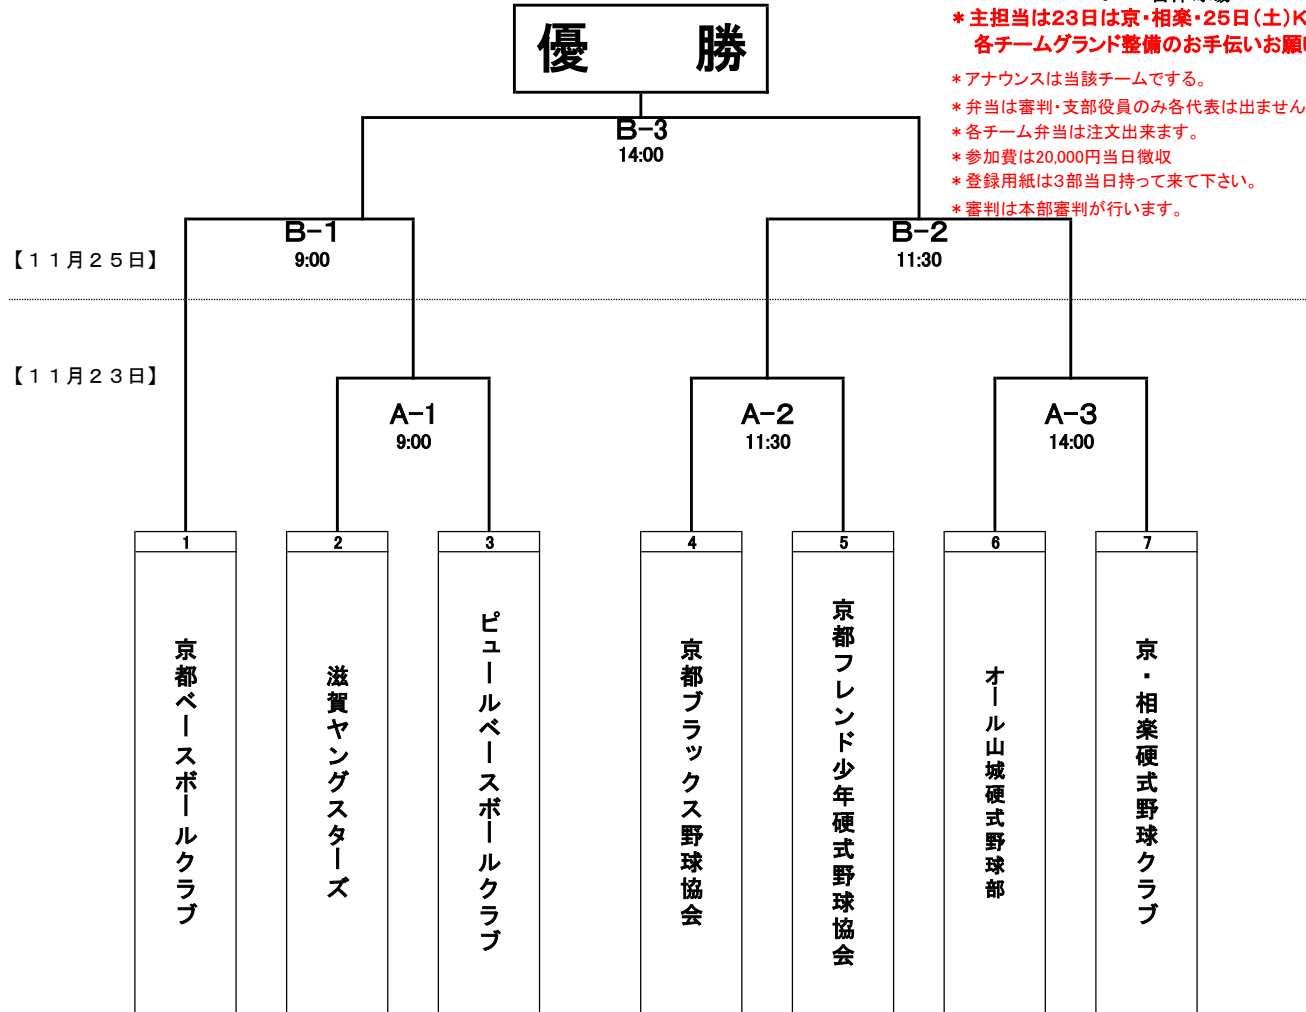 優　勝
＊主担当は23日は京・相楽・25日(土)K
各チームグランド整備のお手伝いお願い
＊アナウンスは当該チームでする。
＊弁当は審判・支部役員のみ各代表は出ません
＊各チーム弁当は注文出来ます。
＊参加費は20,000円当日徴収
＊登録用紙は3部当日持って来て下さい。
＊審判は本部審判が行います。
B-3
14:00
B-1
9:00
B-2
11:30
【１１月２５日】
【１１月２３日】
A-1
9:00
A-2
11:30
A-3
14:00
1
2
3
4
5
6
7
京都ベースボールクラブ
滋賀ヤングスターズ
ピュールベースボールクラブ
京都ブラックス野球協会
京都フレンド少年硬式野球協会
オール山城硬式野球部
京・相楽硬式野球クラブ